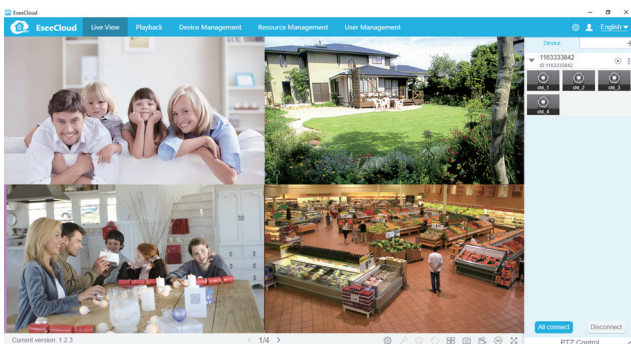 EseeCloud
EseeCloud Live View Playback Device Management Resource Management User Management English
Device
1163333842
ID:1163333842
chl_1 chl_2 chl_3
chl_4
All connect Disconnect
Current version: 1.2.3 1/4 PTZ Control